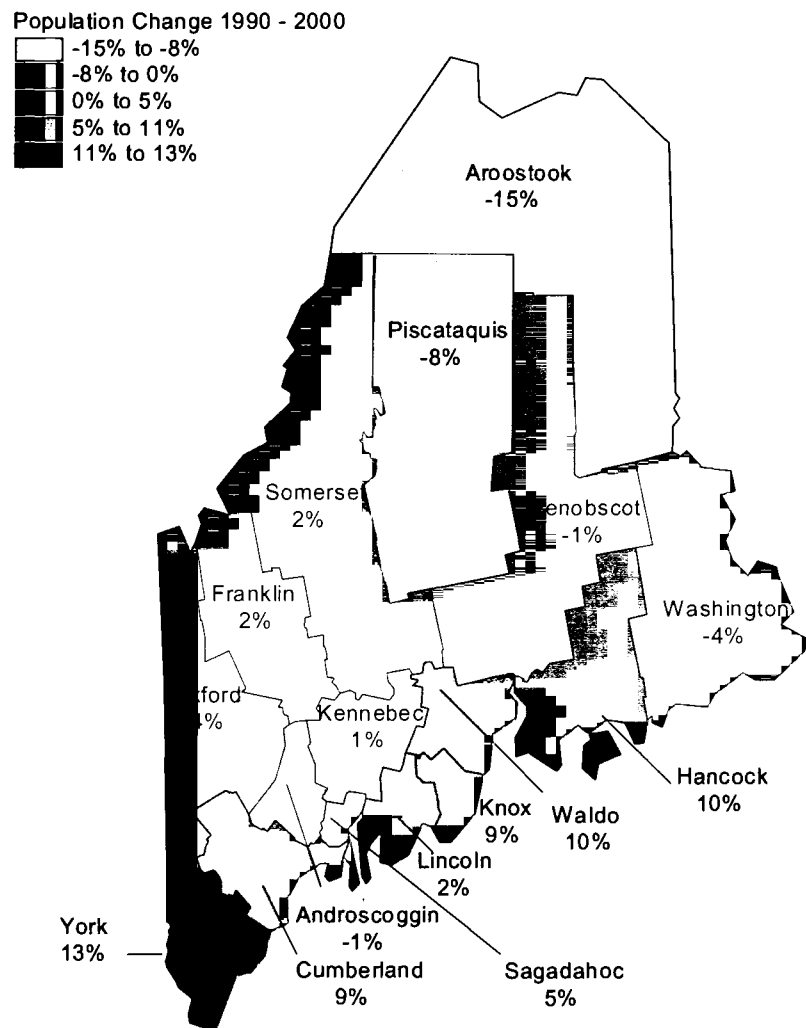 Population Change 1990 - 2000
-15% to -8%
-8% to 0%
0% to 5%
5% to 11%
11% to 13%
Aroostook
-15%
Piscataquis
-8%
Somerse
2%
enobscot
-1%
Franklin
2%
Washington
-4%
xford
4%
Kennebec
1%
Hancock
10%
Knox
9%
Waldo
10%
Lincoln
2%
Androscoggin
-1%
York
13%
Cumberland
9%
Sagadahoc
5%